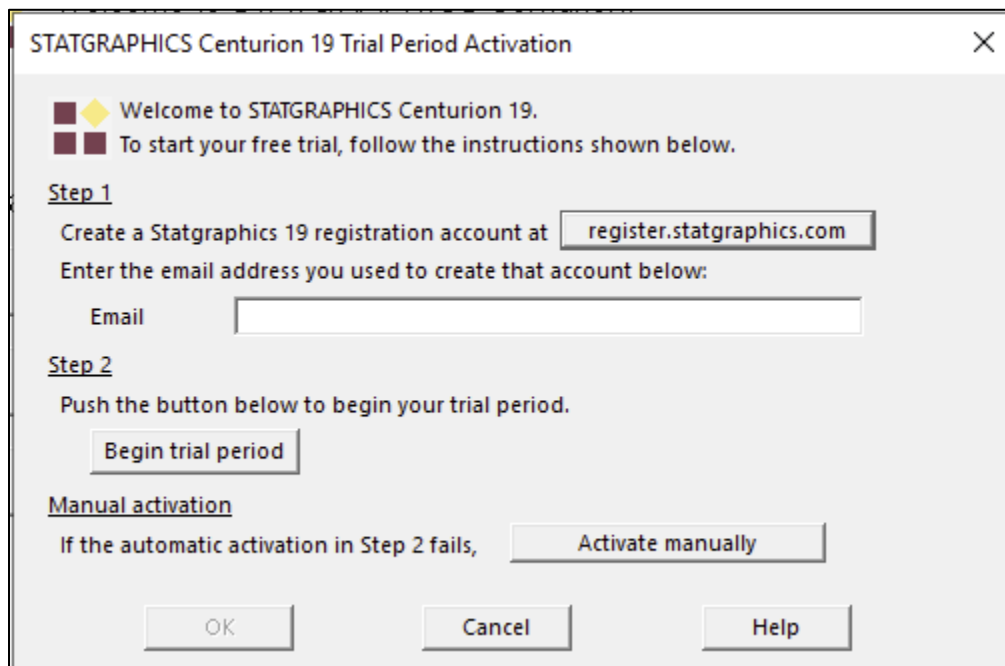 STATGRAPHICS Centurion 19 Trial Period Activation
Welcome to STATGRAPHICS Centurion 19.
To start your free trial, follow the instructions shown below.
Step 1
Create a Statgraphics 19 registration account at register.statgraphics.com
Enter the email address you used to create that account below:
Email
Step 2
Push the button below to begin your trial period.
Begin trial period
Manual activation
If the automatic activation in Step 2 fails, Activate manually
OK Cancel Help